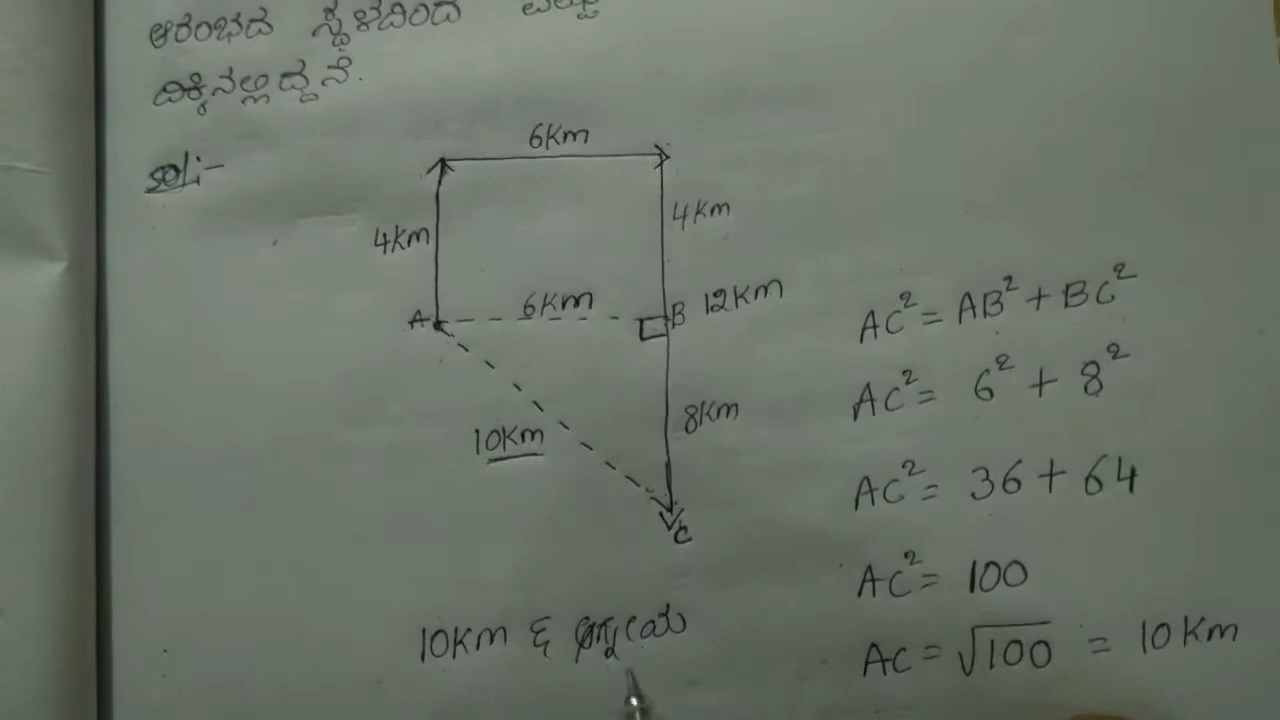 ಆರಂಭದ ಸ್ಥಳದಿಂದ
ದಿಕ್ಕಿನಲ್ಲಿದ್ದನೆ.
Sol:-
6Km
4Km
4Km
A
6Km
B 12Km
8Km
10Km
C
10Km & ಆಗ್ನೇಯ
AC² = AB² + BC²
AC² = 6² + 8²
AC² = 36 + 64
AC² = 100
AC = √100 = 10Km